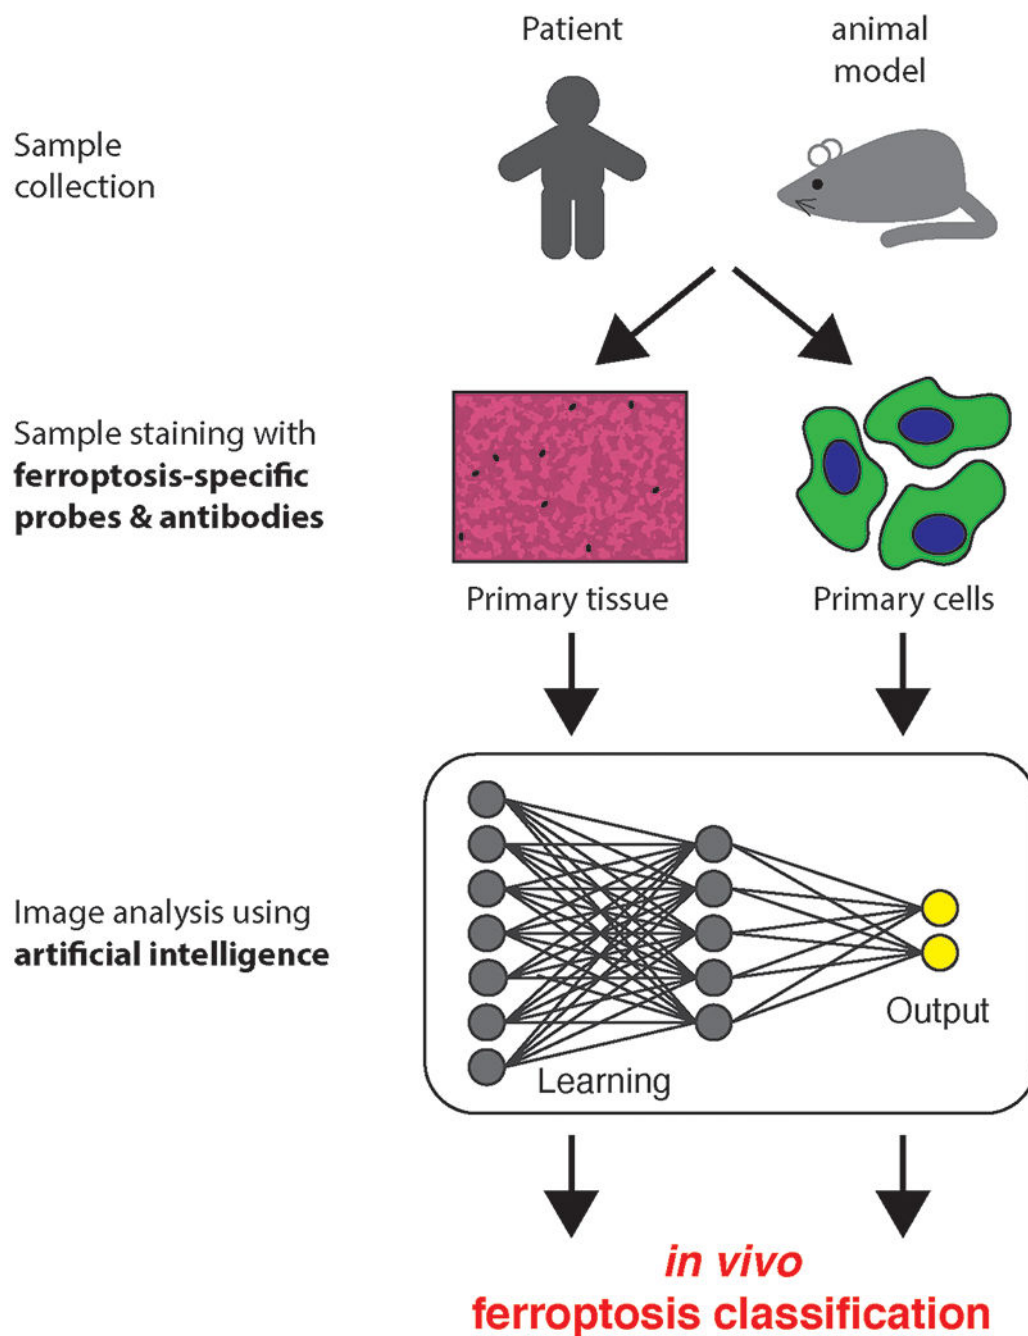 Patient
animal
model
Sample
collection
Sample staining with
ferroptosis-specific
probes & antibodies
Primary tissue
Primary cells
Image analysis using
artificial intelligence
Learning
Output
in vivo
ferroptosis classification